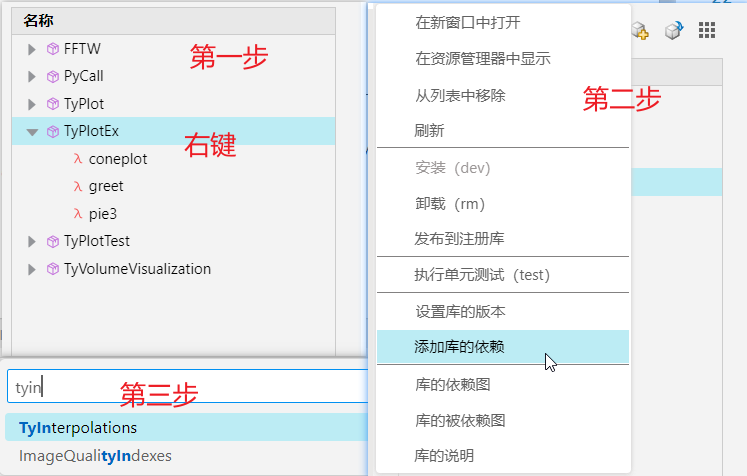 名称
第一步
FFTW
PyCall
TyPlot
TyPlotEx
右键
coneplot
greet
pie3
TyPlotTest
TyVolumeVisualization
在新窗口中打开
在资源管理器中显示
从列表中移除
第二步
刷新
安装（dev）
卸载（rm）
发布到注册库
执行单元测试（test）
设置库的版本
添加库的依赖
库的依赖图
库的被依赖图
库的说明
第三步
tyin
TyInterpolations
ImageQualityIndexes